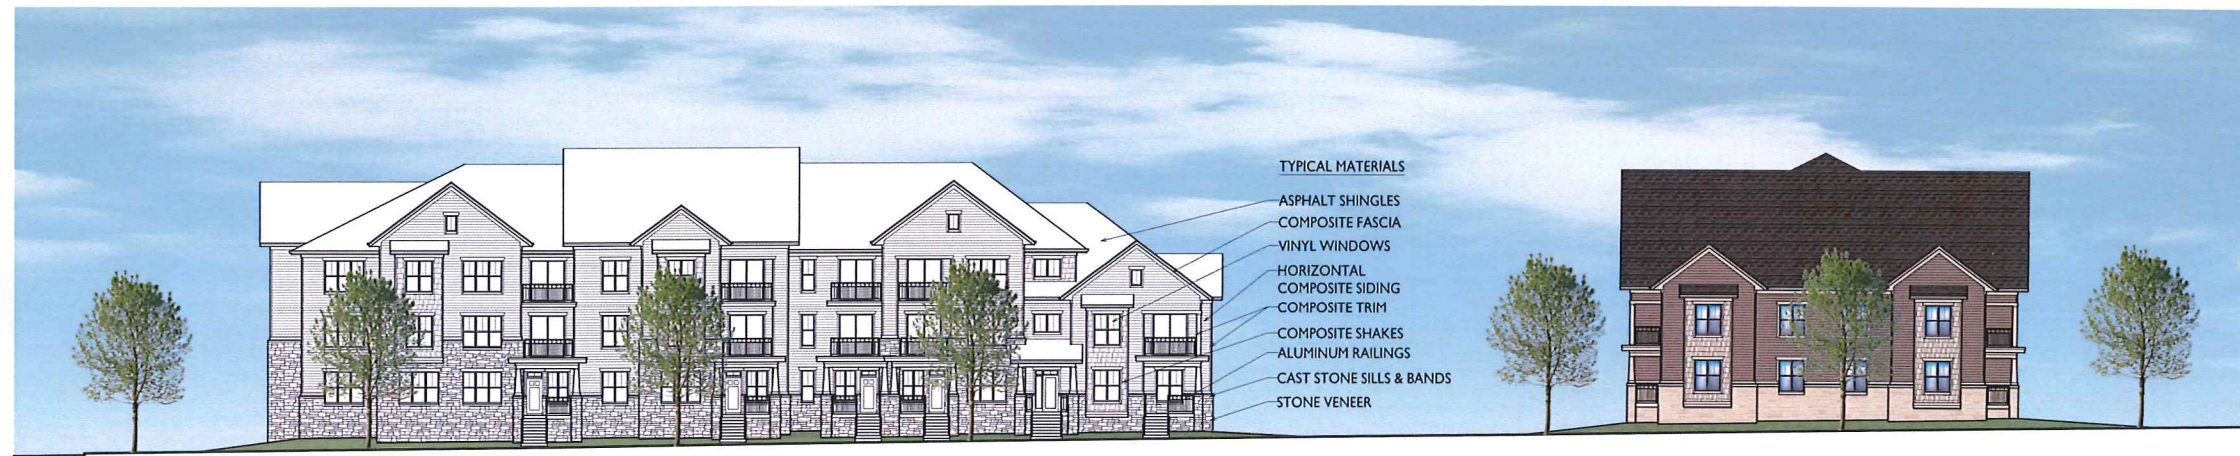 TYPICAL MATERIALS
ASPHALT SHINGLES
COMPOSITE FASCIA
VINYL WINDOWS
HORIZONTAL
COMPOSITE SIDING
COMPOSITE TRIM
COMPOSITE SHAKES
ALUMINUM RAILINGS
CAST STONE SILLS & BANDS
STONE VENEER